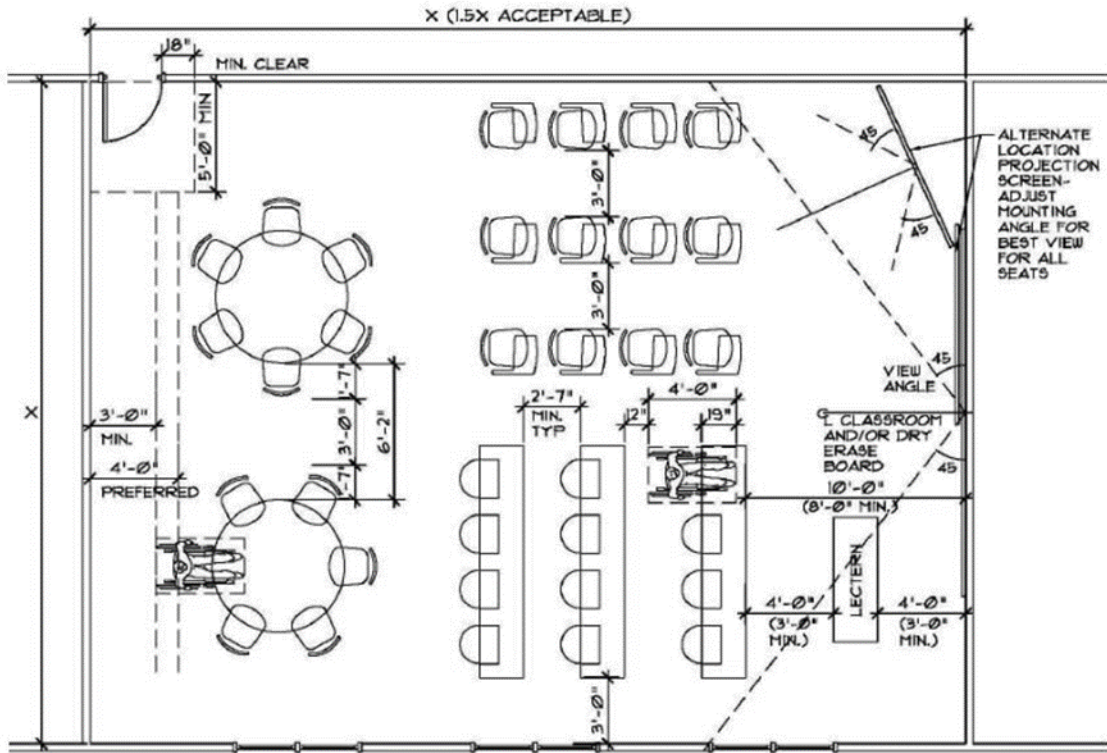 X (1.5X ACCEPTABLE)
18"
MIN. CLEAR
5'-0" MIN
45
ALTERNATE
LOCATION
PROJECTION
SCREEN-
ADJUST
MOUNTING
ANGLE FOR
BEST VIEW
FOR ALL
SEATS
45
3'-0"
3'-0"
45
VIEW
ANGLE
X
1'-7"
3'-0"
6'-2"
1'-7"
3'-0"
MIN.
4'-0"
PREFERRED
2'-7"
MIN.
TYP
12"
4'-0"
19"
CL CLASSROOM
AND/OR DRY
ERASE
BOARD
45
10'-0"
(8'-0" MIN.)
LECTERN
4'-0"/
(3'-0"
MIN.)
4'-0"
(3'-0"
MIN.)
3'-0"